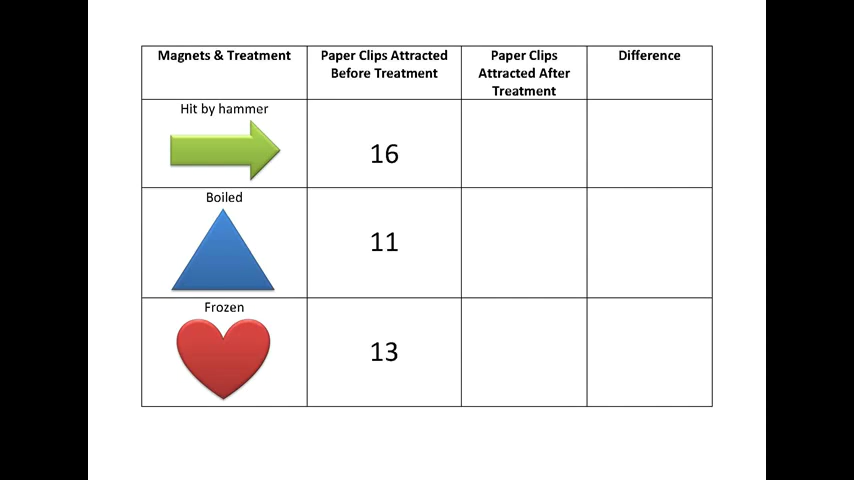 Magnets & Treatment
Paper Clips Attracted
Before Treatment
Paper Clips
Attracted After
Treatment
Difference
Hit by hammer
16
Boiled
11
Frozen
13